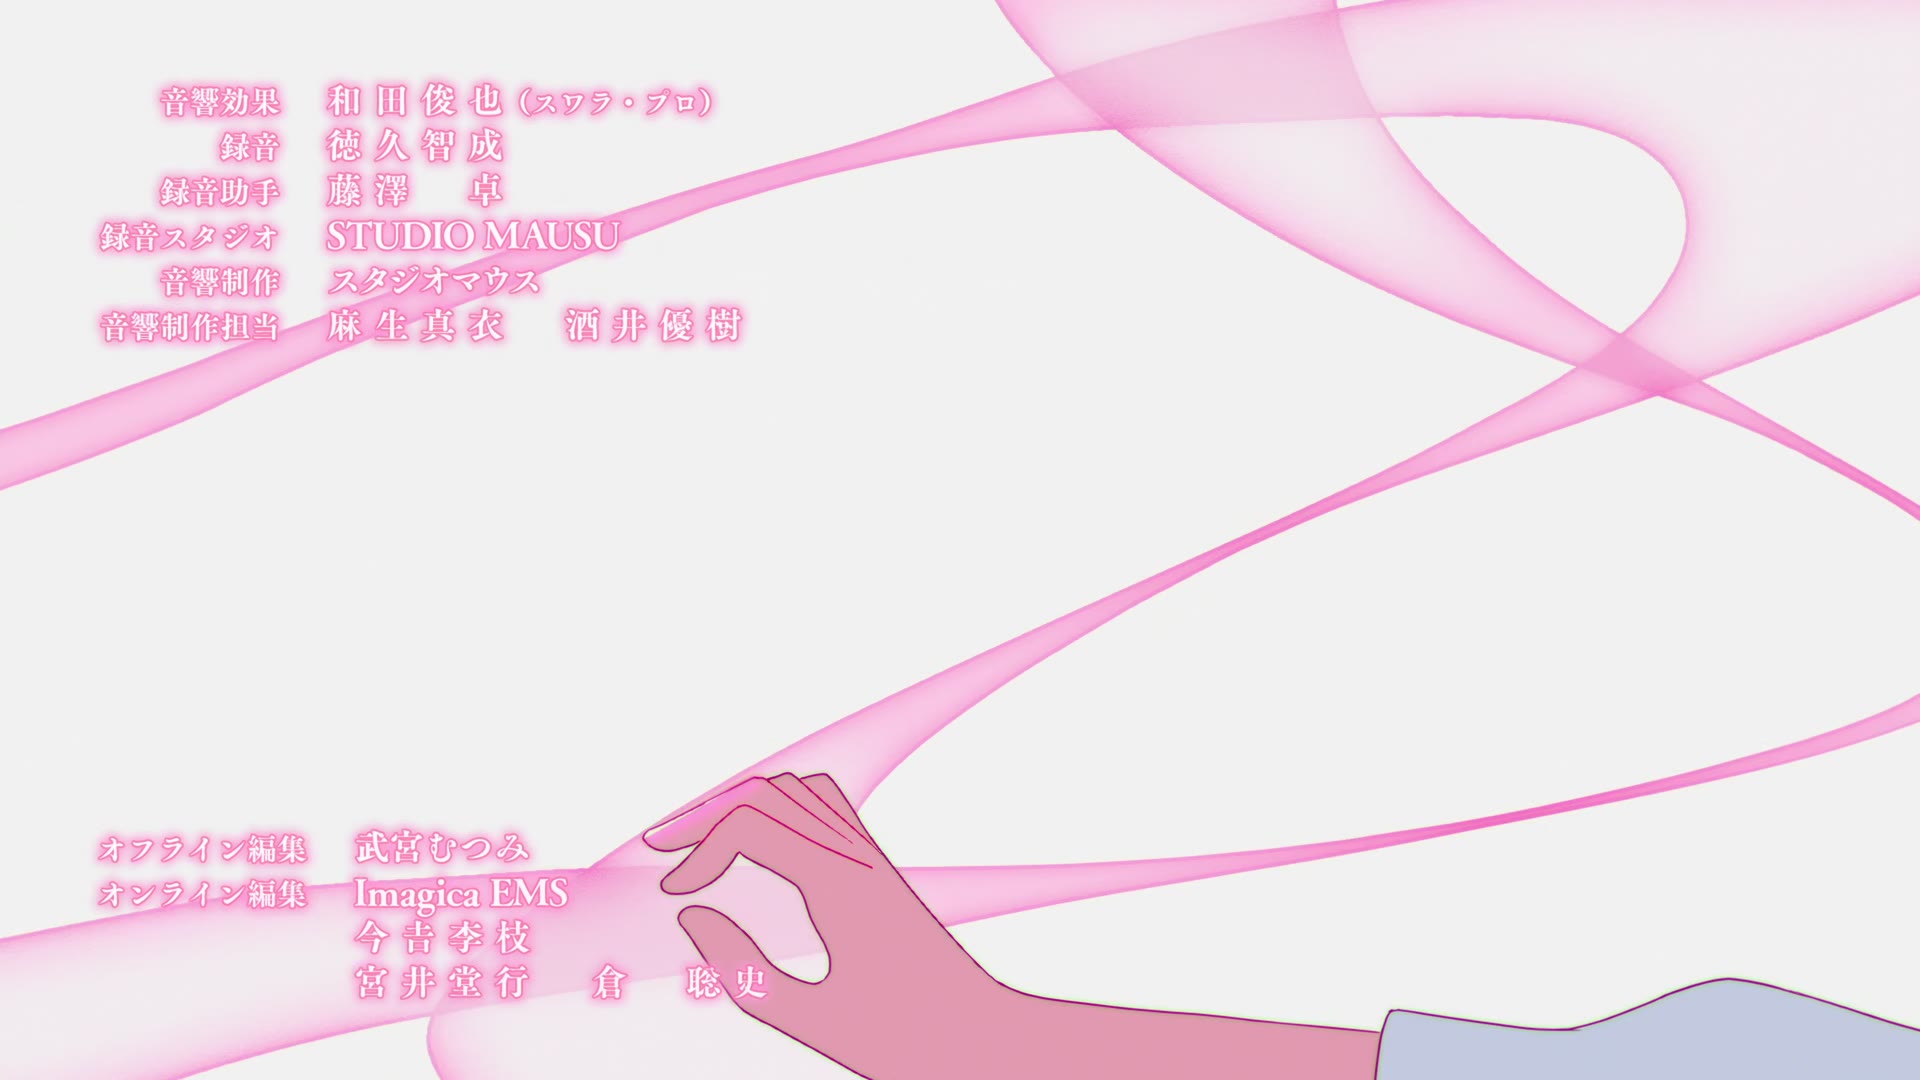 音響効果 和田俊也(スワラ・プロ)
録音 徳久智成
録音助手 藤澤 卓
録音スタジオ STUDIO MAUSU
音響制作 スタジオマウス
音響制作担当 麻生真衣 酒井優樹
オフライン編集 武宮むつみ
オンライン編集 Imagica EMS
今𠮷李枝
宮井堂行 倉 聡史